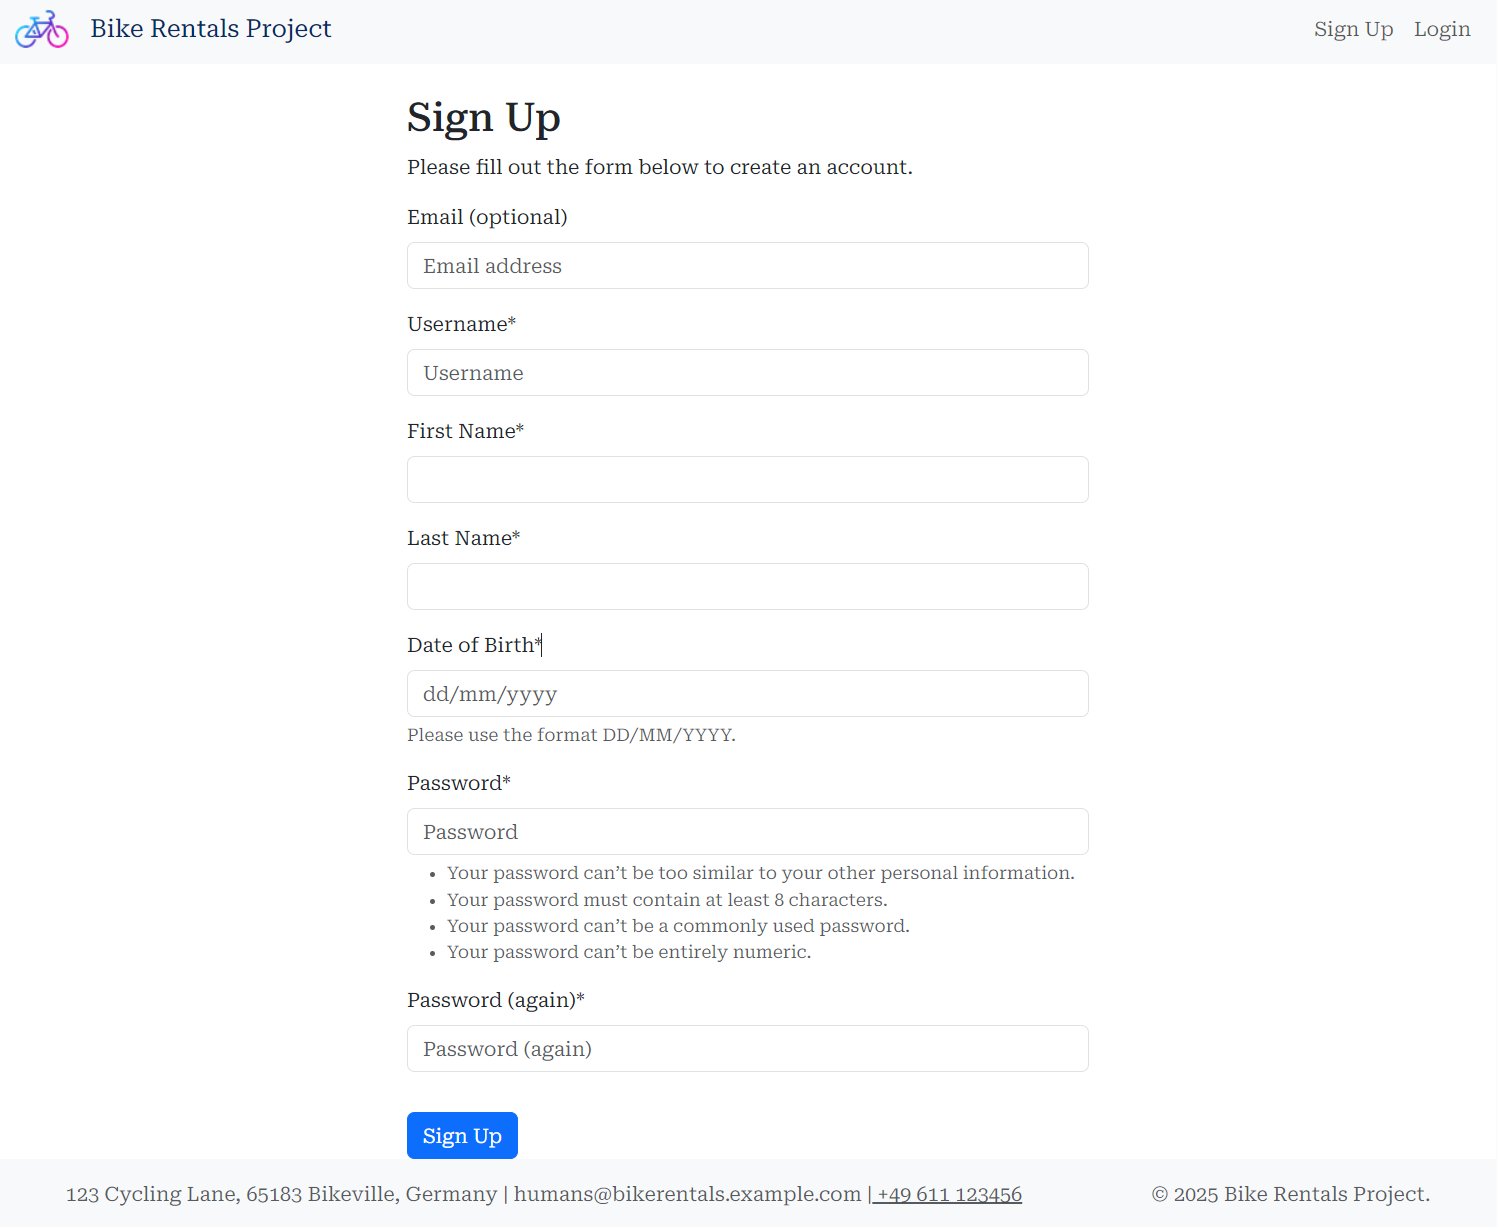 Bike Rentals Project
Sign Up Login
Sign Up
Please fill out the form below to create an account.
Email (optional)
Email address
Username*
Username
First Name*
Last Name*
Date of Birth*
dd/mm/yyyy
Please use the format DD/MM/YYYY.
Password*
Password
• Your password can’t be too similar to your other personal information.
• Your password must contain at least 8 characters.
• Your password can’t be a commonly used password.
• Your password can’t be entirely numeric.
Password (again)*
Password (again)
Sign Up
123 Cycling Lane, 65183 Bikeville, Germany | humans@bikerentals.example.com | +49 611 123456 © 2025 Bike Rentals Project.